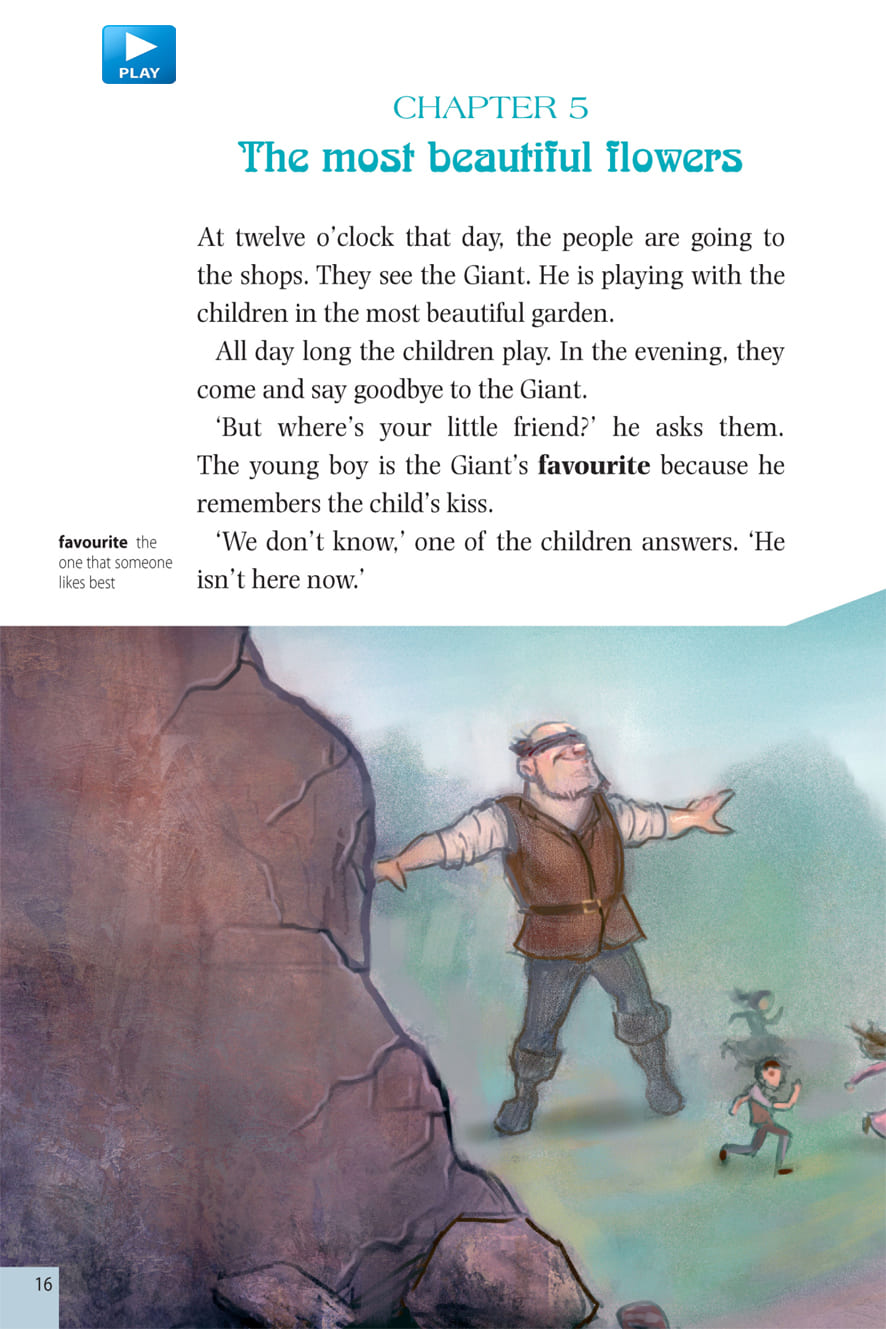 PLAY
CHAPTER 5
The most beautiful flowers
At twelve o’clock that day, the people are going to
the shops. They see the Giant. He is playing with the
children in the most beautiful garden.
All day long the children play. In the evening, they
come and say goodbye to the Giant.
‘But where’s your little friend?’ he asks them.
The young boy is the Giant’s favourite because he
remembers the child’s kiss.
‘We don’t know,’ one of the children answers. ‘He
isn’t here now.’
favourite the
one that someone
likes best
16